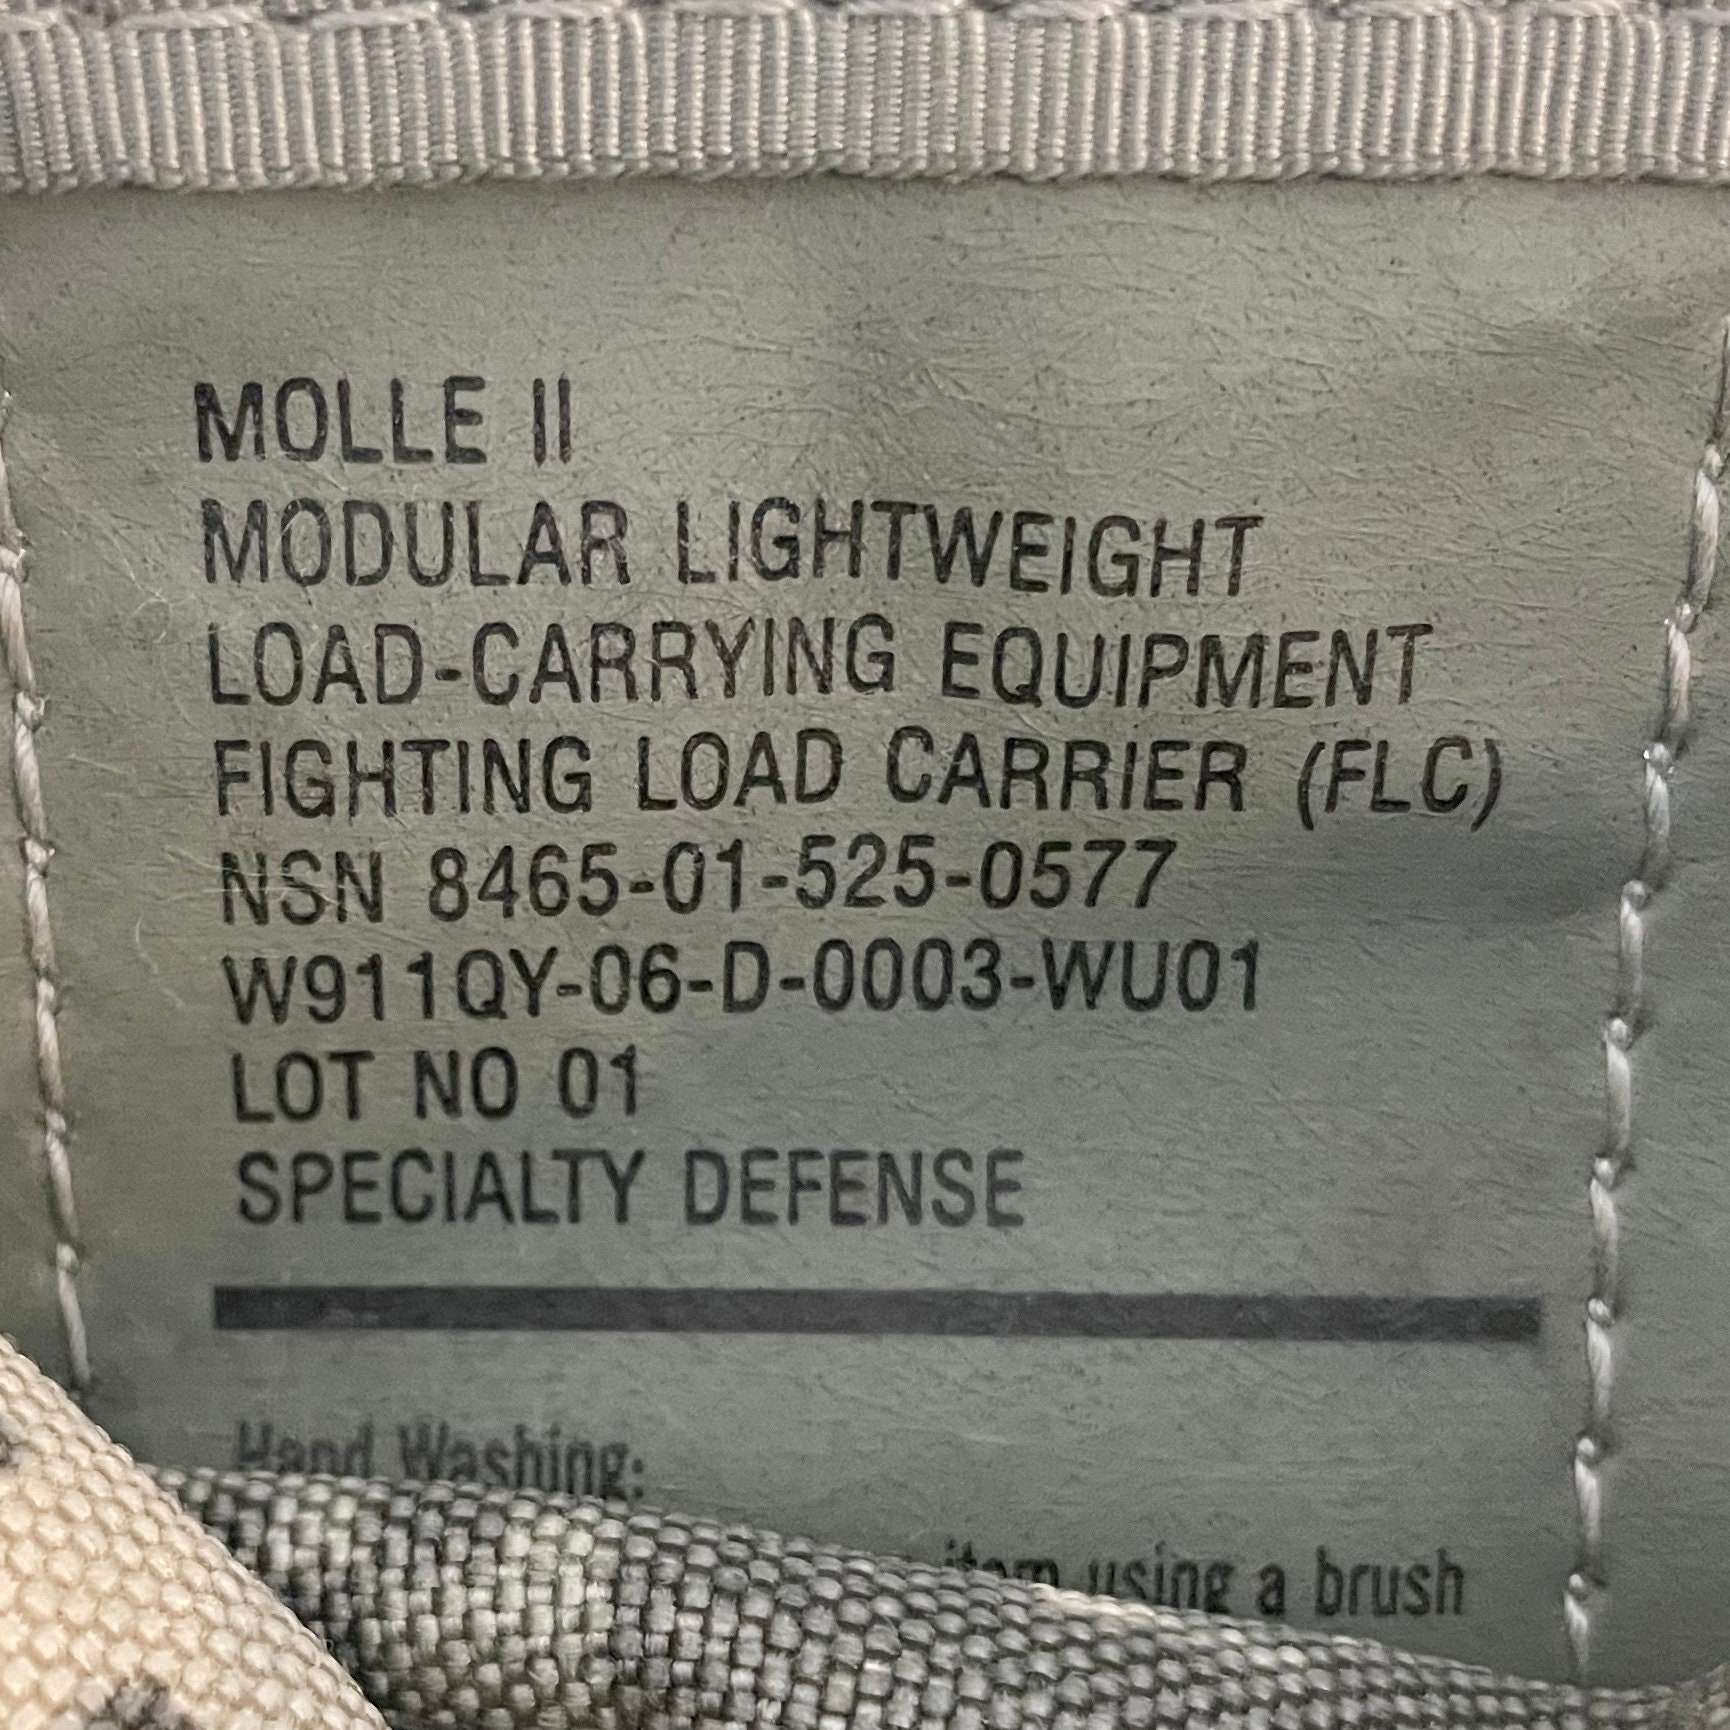 MOLLE II
MODULAR LIGHTWEIGHT
LOAD-CARRYING EQUIPMENT
FIGHTING LOAD CARRIER (FLC)
NSN 8465-01-525-0577
W911QY-06-D-0003-WU01
LOT NO 01
SPECIALTY DEFENSE
Hand Washing:
item using a brush